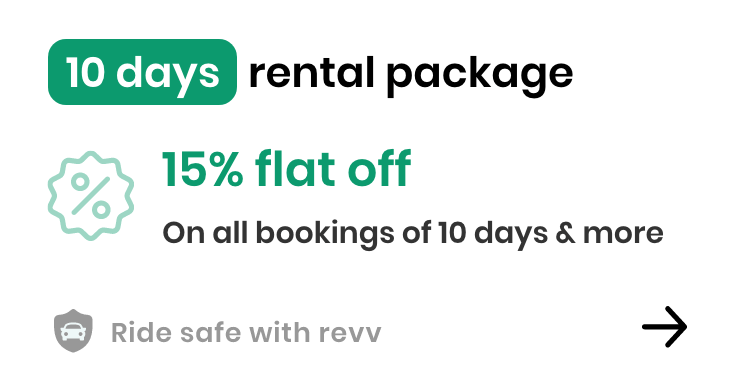 10 days rental package
15% flat off
On all bookings of 10 days & more
Ride safe with revv